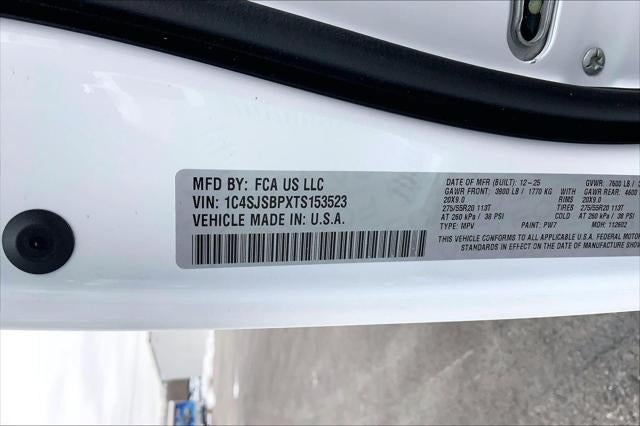 MFD BY: FCA US LLC
VIN: 1C4SJSBPXTS153523
VEHICLE MADE IN: U.S.A.
DATE OF MFR (BUILT): 12-25 GVWR: 7600 LB /
GAWR FRONT: 3900 LB / 1770 KG WITH GAWR REAR: 4600
20X9.0 RIMS 20X9.0
275/55R20 113T TIRES 275/55R20 113T
AT 260 kPa / 38 PSI COLD AT 260 kPa / 38 PSI
TYPE: MPV PAINT: PW7 MDH: 112602
THIS VEHICLE CONFORMS TO ALL APPLICABLE U.S.A. FEDERAL MOTOR
STANDARDS IN EFFECT ON THE DATE OF MANUFACTURE SHOW